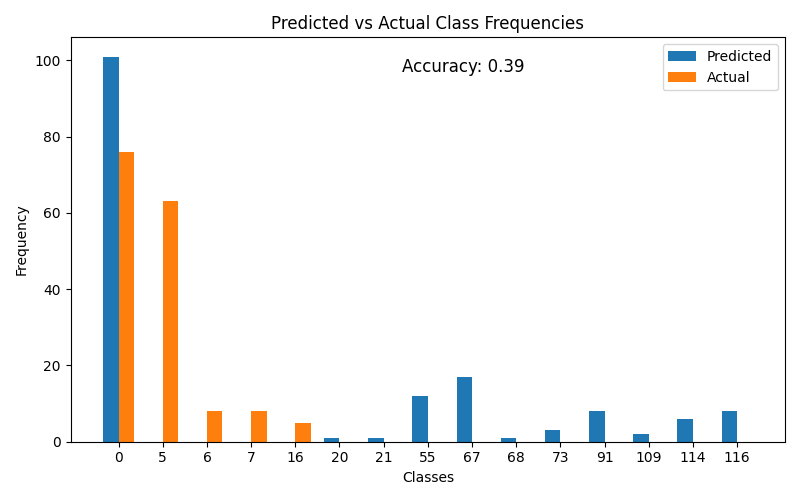 Predicted vs Actual Class Frequencies
Accuracy: 0.39
Predicted
Actual
Frequency
100
80
60
40
20
0
0 5 6 7 16 20 21 55 67 68 73 91 109 114 116
Classes